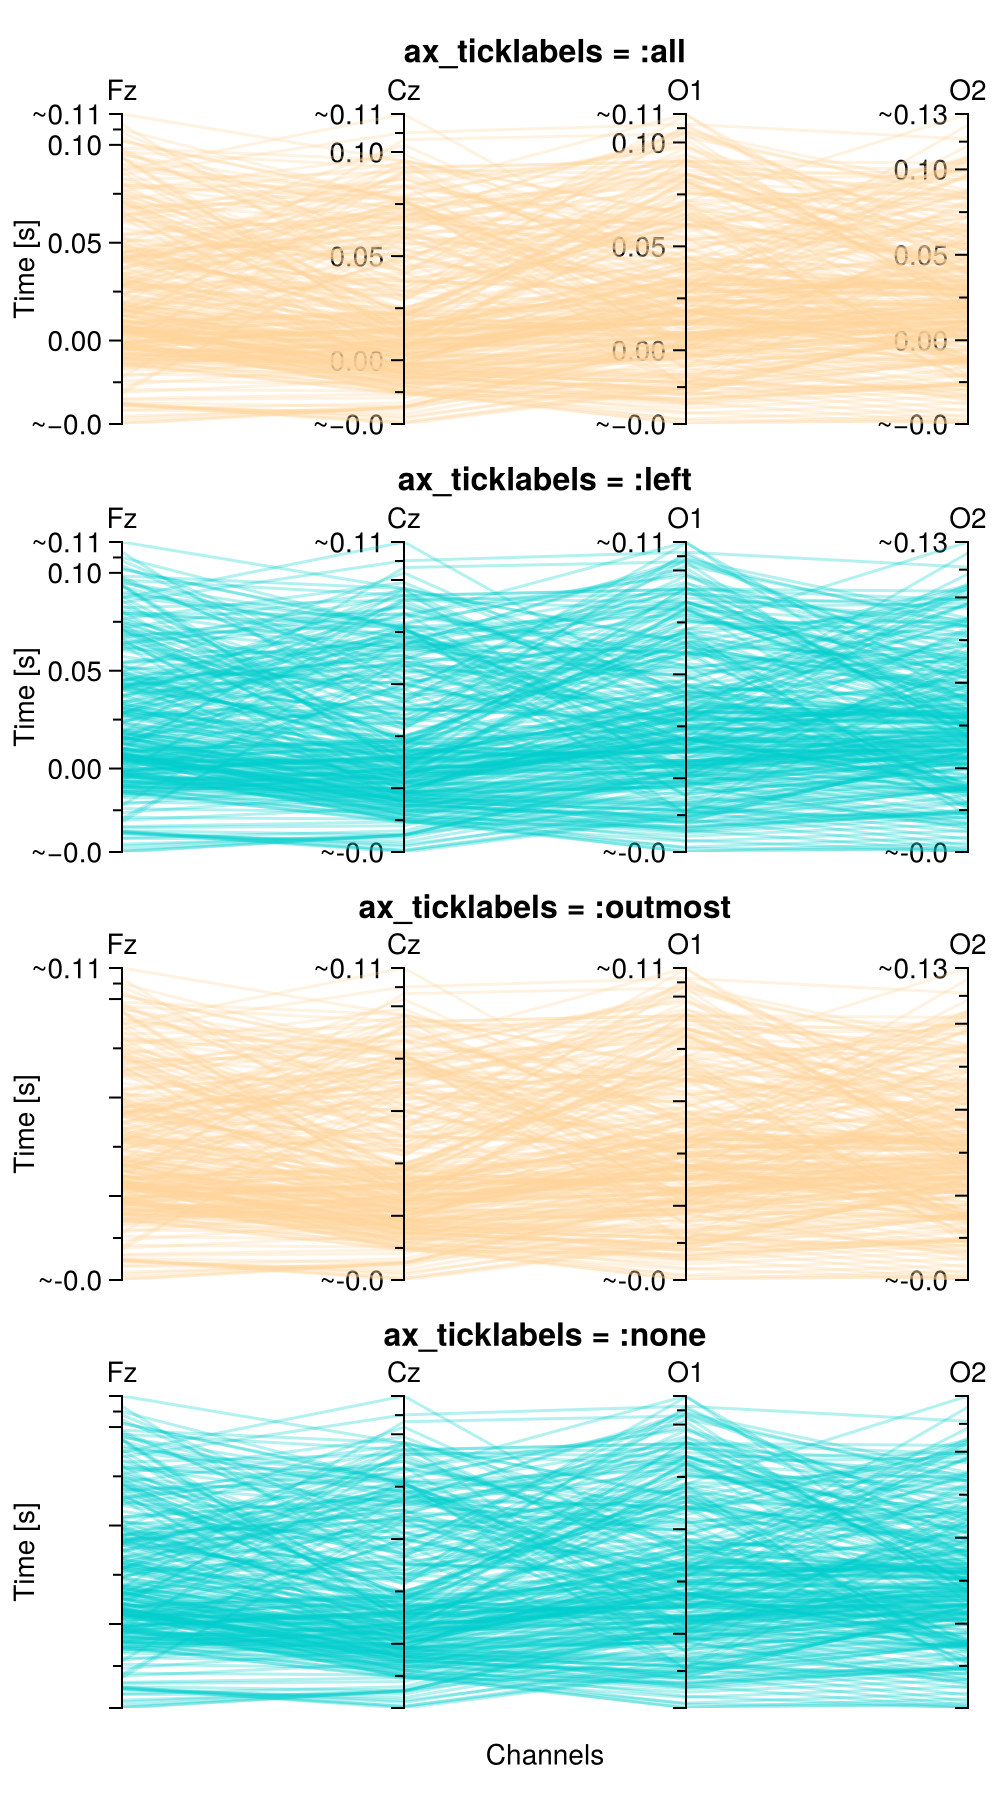 ax_ticklabels = :all
Fz Cz O1 O2
~0.11 ~0.11 ~0.11 ~0.13
0.10 0.10 0.10 0.10
0.05 0.05 0.05 0.05
0.00 0.00 0.00 0.00
~−0.0 ~−0.0 ~−0.0 ~−0.0
Time [s]
ax_ticklabels = :left
Fz Cz O1 O2
~0.11 ~0.11 ~0.11 ~0.13
0.10
0.05
0.00
~−0.0 ~-0.0 ~-0.0 ~-0.0
Time [s]
ax_ticklabels = :outmost
Fz Cz O1 O2
~0.11 ~0.11 ~0.11 ~0.13
~-0.0 ~-0.0 ~-0.0 ~-0.0
Time [s]
ax_ticklabels = :none
Fz Cz O1 O2
Time [s]
Channels